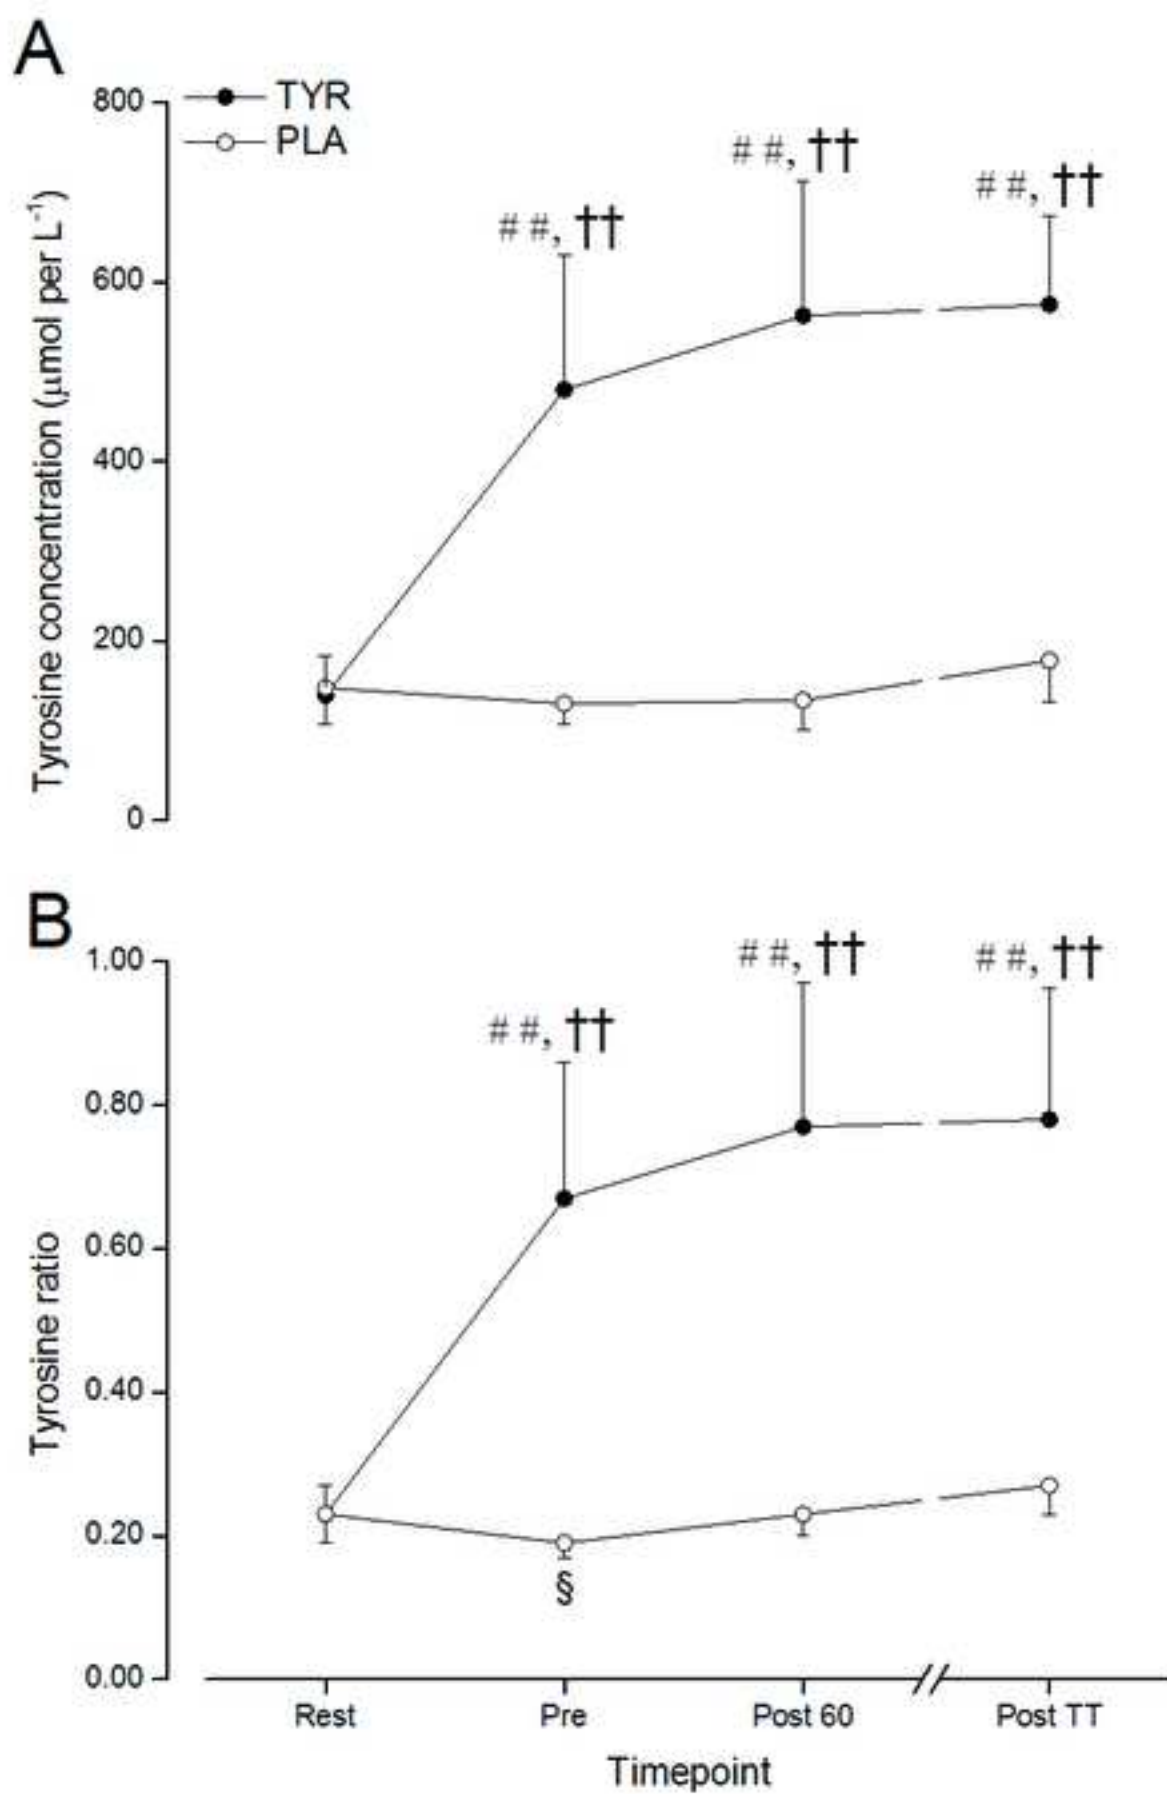 A
800
TYR
PLA
# #, ††
# #, ††
# #, ††
600
400
200
0
Tyrosine concentration (μmol per L⁻¹)
B
1.00
# #, ††
# #, ††
# #, ††
0.80
0.60
0.40
0.20
§
0.00
Tyrosine ratio
Rest Pre Post 60 Post TT
Timepoint